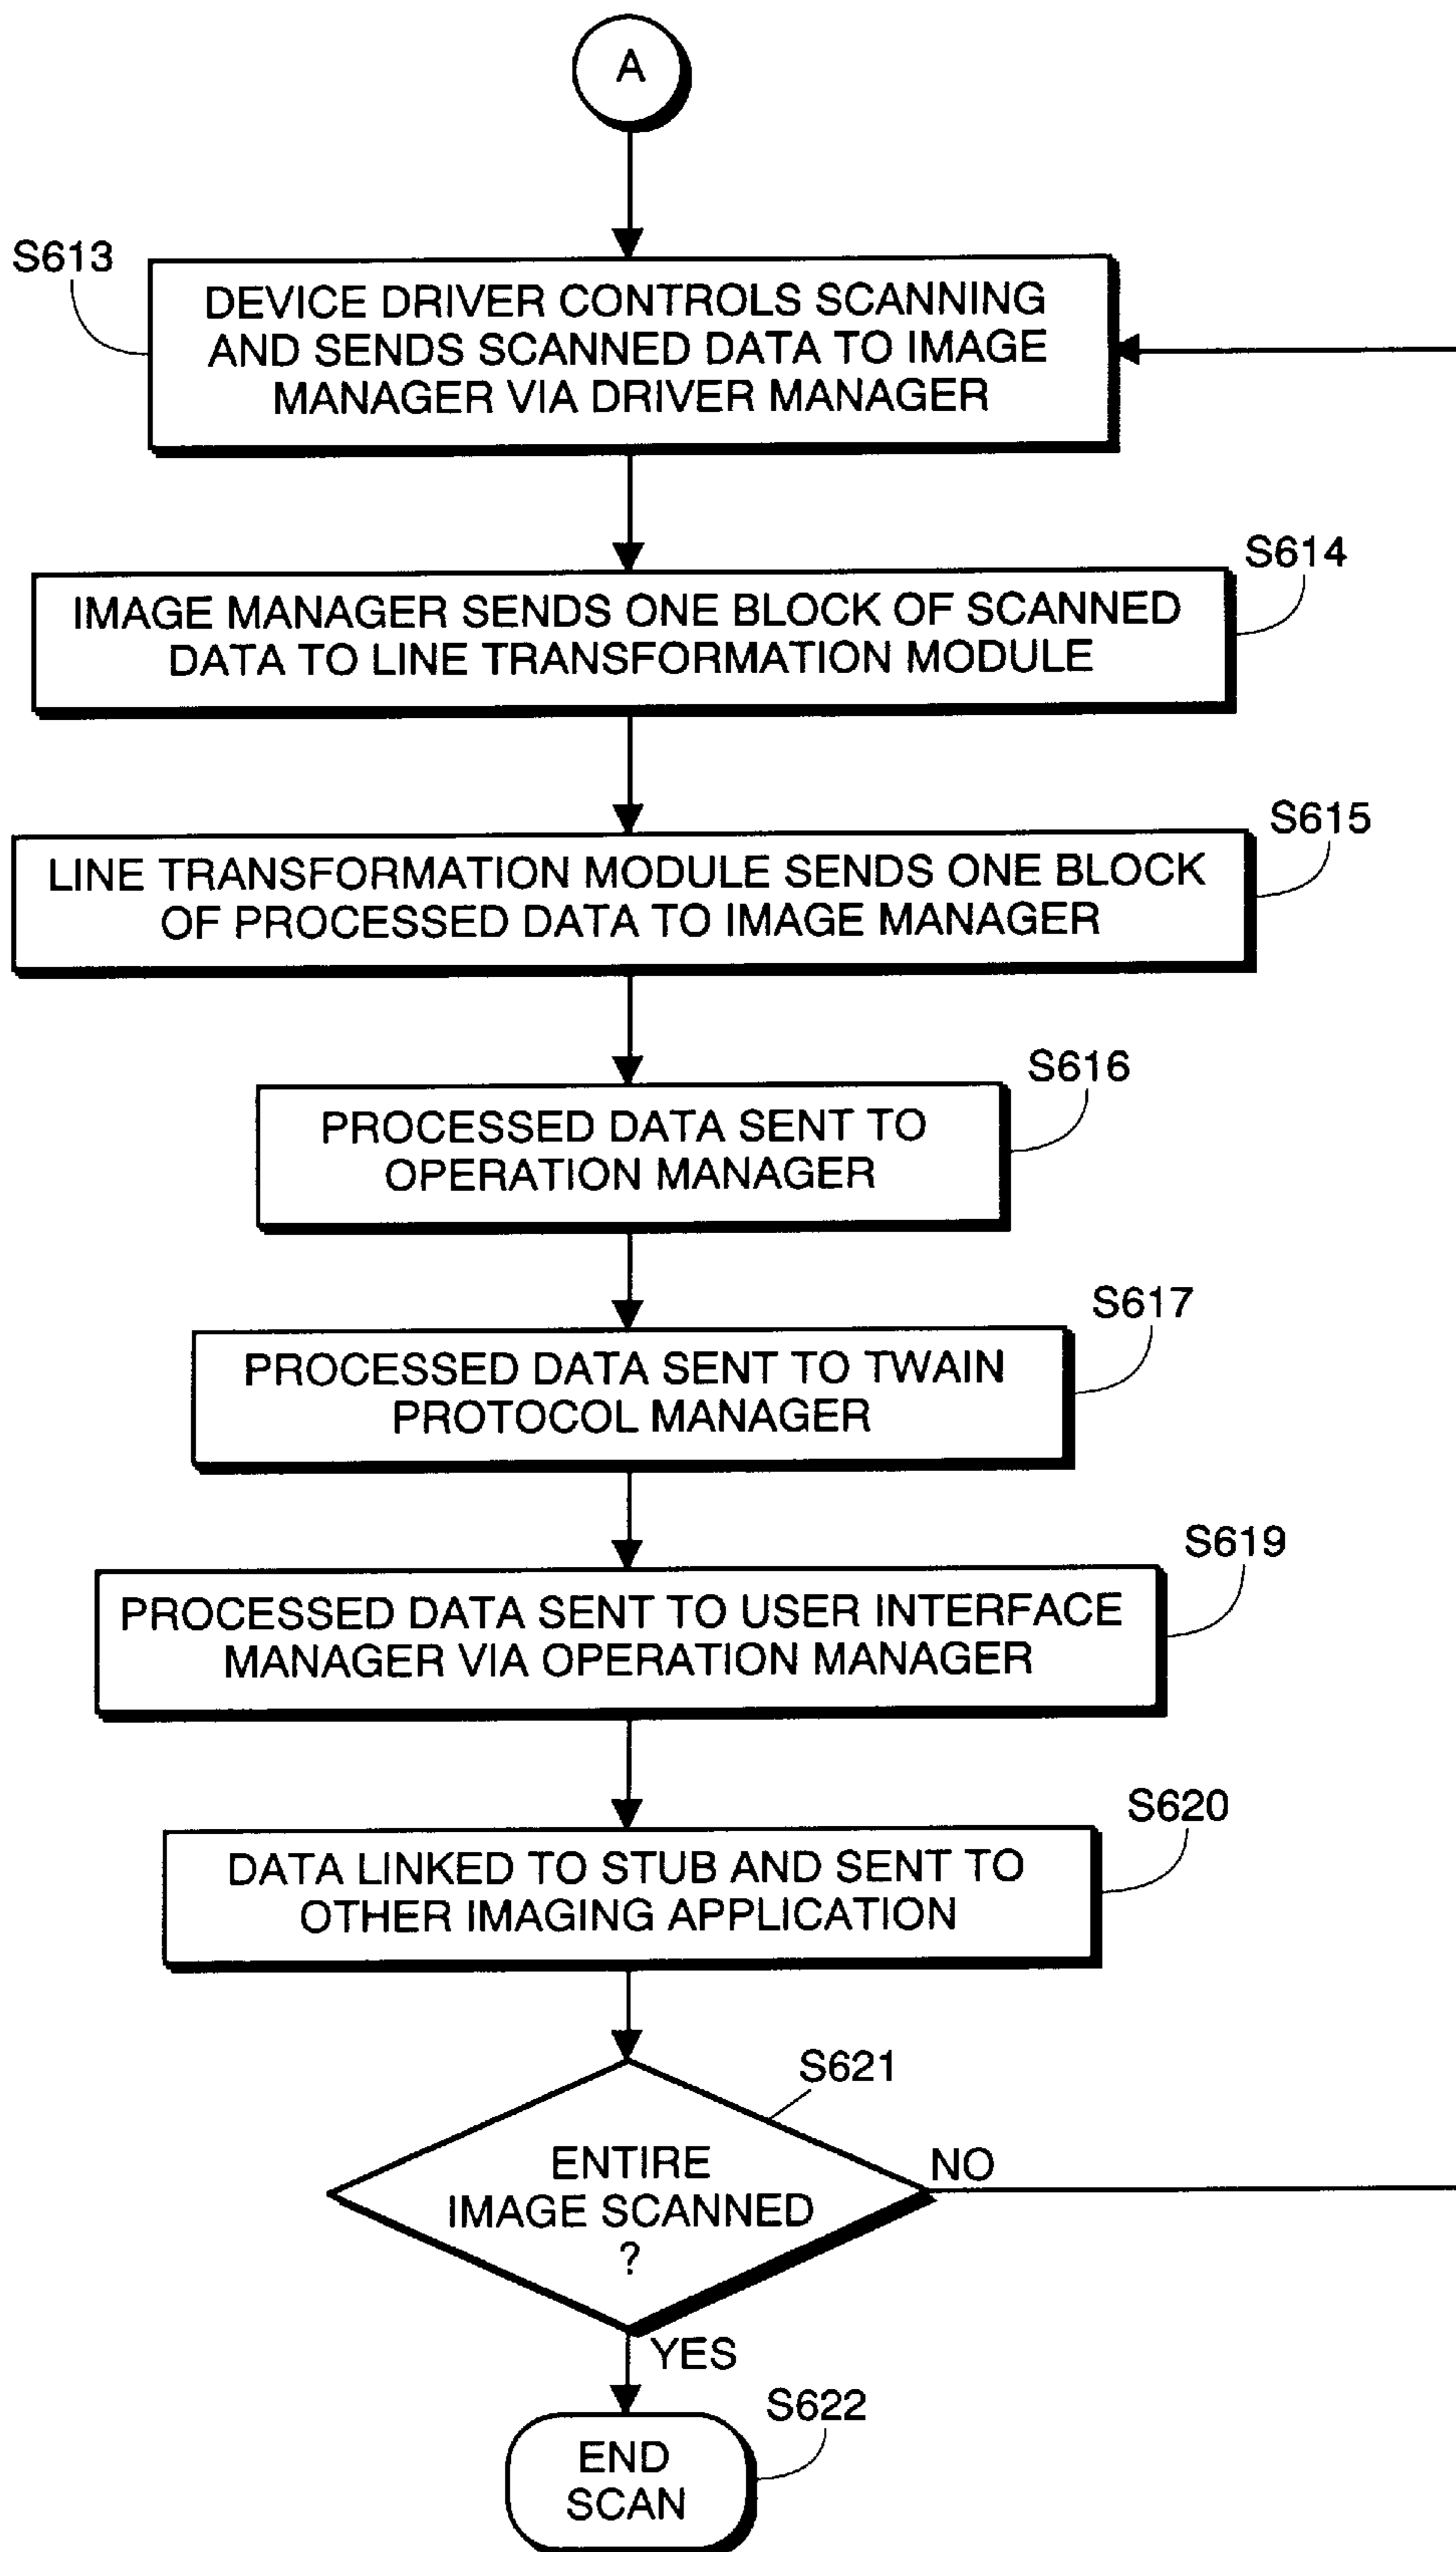 A
S613
DEVICE DRIVER CONTROLS SCANNING
AND SENDS SCANNED DATA TO IMAGE
MANAGER VIA DRIVER MANAGER
S614
IMAGE MANAGER SENDS ONE BLOCK OF SCANNED
DATA TO LINE TRANSFORMATION MODULE
S615
LINE TRANSFORMATION MODULE SENDS ONE BLOCK
OF PROCESSED DATA TO IMAGE MANAGER
S616
PROCESSED DATA SENT TO
OPERATION MANAGER
S617
PROCESSED DATA SENT TO TWAIN
PROTOCOL MANAGER
S619
PROCESSED DATA SENT TO USER INTERFACE
MANAGER VIA OPERATION MANAGER
S620
DATA LINKED TO STUB AND SENT TO
OTHER IMAGING APPLICATION
S621
ENTIRE
IMAGE SCANNED
?
NO
YES
S622
END
SCAN